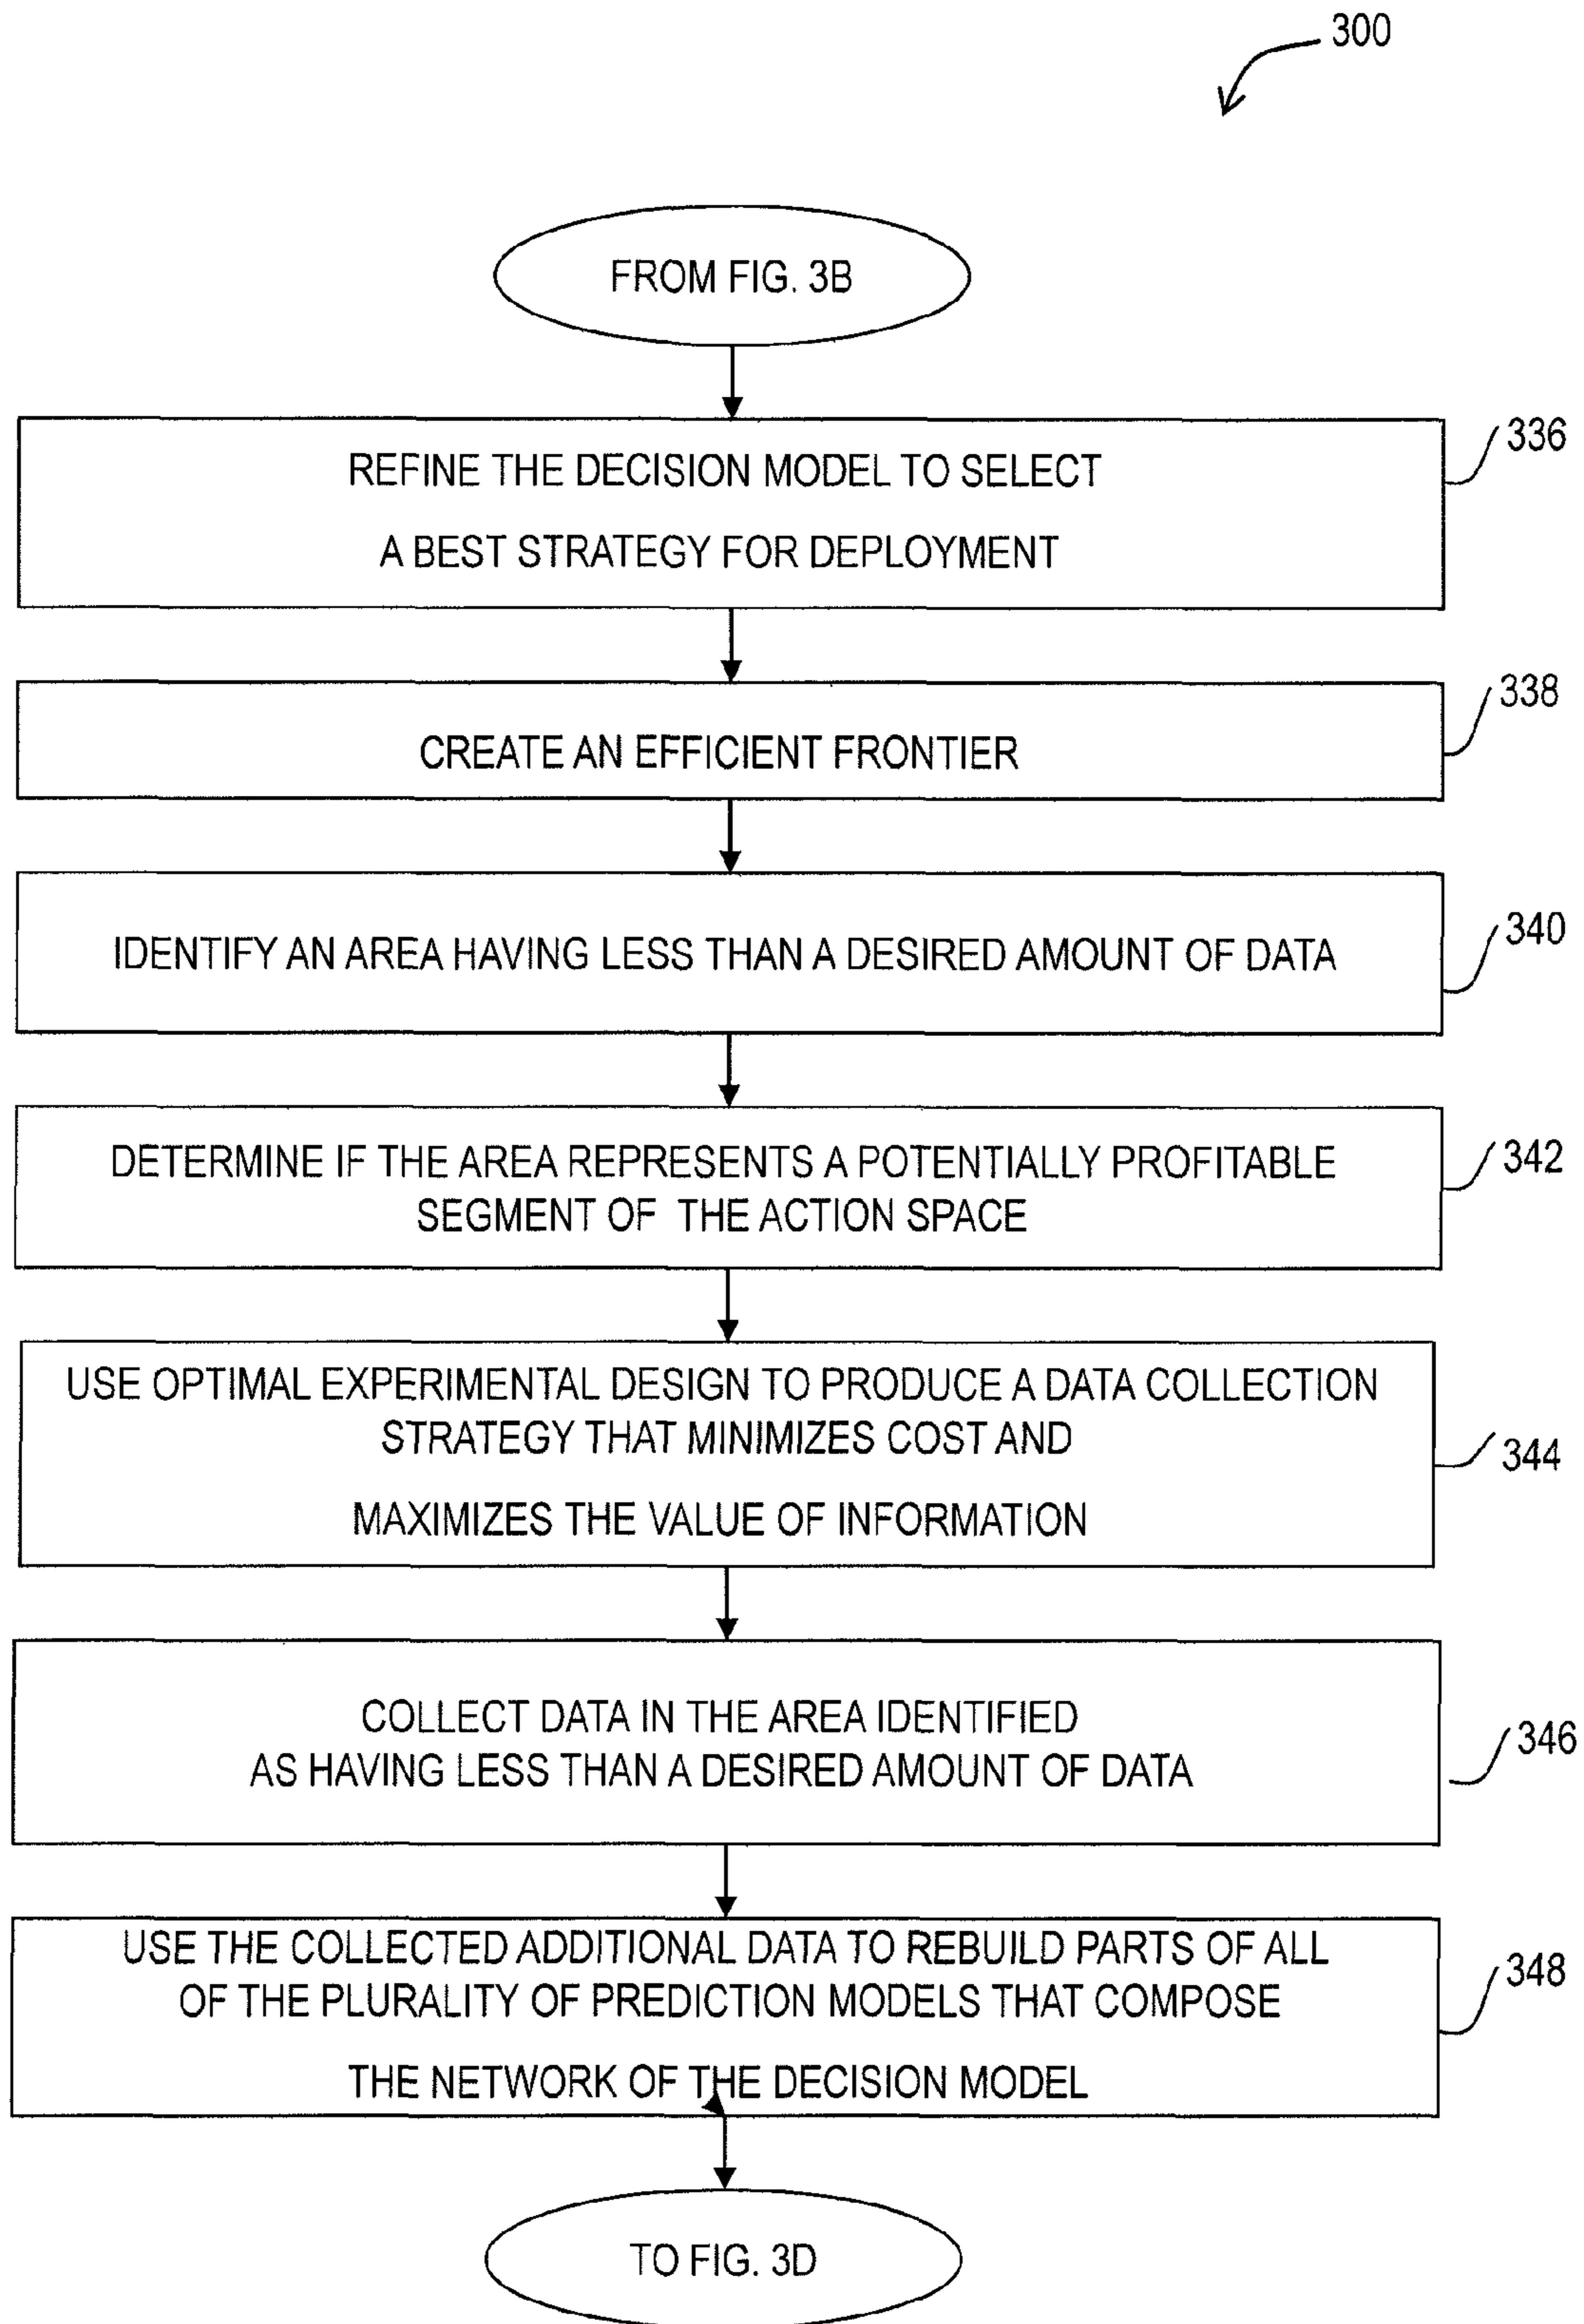 300
FROM FIG. 3B
REFINE THE DECISION MODEL TO SELECT
A BEST STRATEGY FOR DEPLOYMENT
336
CREATE AN EFFICIENT FRONTIER
338
IDENTIFY AN AREA HAVING LESS THAN A DESIRED AMOUNT OF DATA
340
DETERMINE IF THE AREA REPRESENTS A POTENTIALLY PROFITABLE
SEGMENT OF THE ACTION SPACE
342
USE OPTIMAL EXPERIMENTAL DESIGN TO PRODUCE A DATA COLLECTION
STRATEGY THAT MINIMIZES COST AND
MAXIMIZES THE VALUE OF INFORMATION
344
COLLECT DATA IN THE AREA IDENTIFIED
AS HAVING LESS THAN A DESIRED AMOUNT OF DATA
346
USE THE COLLECTED ADDITIONAL DATA TO REBUILD PARTS OF ALL
OF THE PLURALITY OF PREDICTION MODELS THAT COMPOSE
THE NETWORK OF THE DECISION MODEL
348
TO FIG. 3D